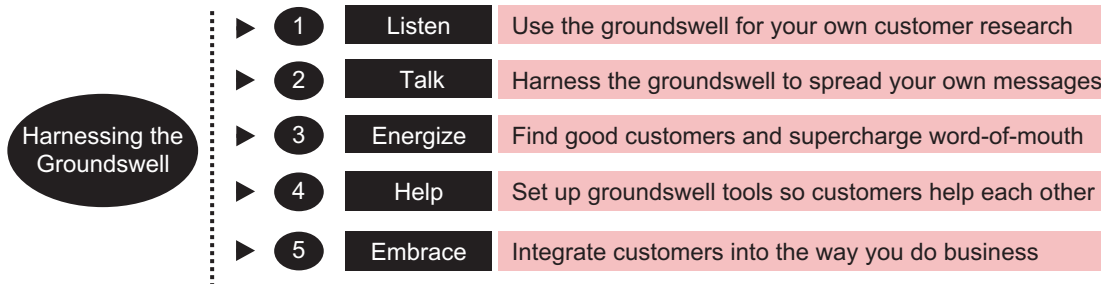 Harnessing the
Groundswell
1 Listen Use the groundswell for your own customer research
2 Talk Harness the groundswell to spread your own messages
3 Energize Find good customers and supercharge word-of-mouth
4 Help Set up groundswell tools so customers help each other
5 Embrace Integrate customers into the way you do business